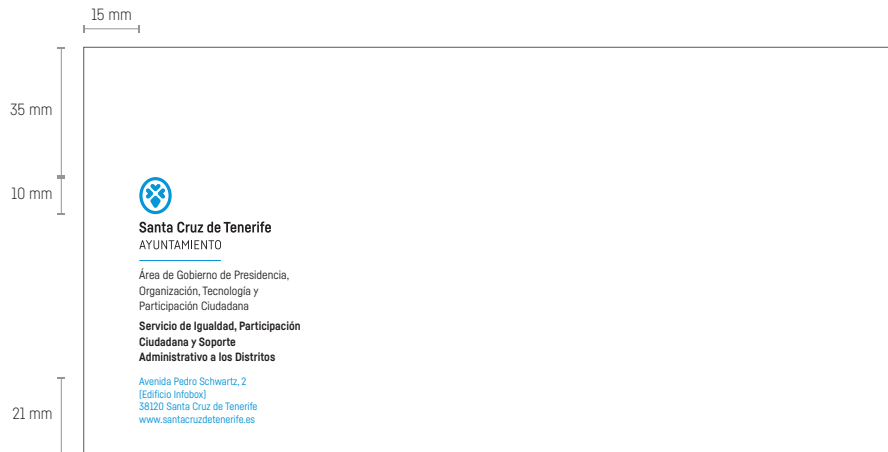 15 mm
35 mm
10 mm
Santa Cruz de Tenerife
AYUNTAMIENTO
Área de Gobierno de Presidencia,
Organización, Tecnología y
Participación Ciudadana
Servicio de Igualdad, Participación
Ciudadana y Soporte
Administrativo a los Distritos
Avenida Pedro Schwartz, 2
[Edificio Infobox]
38120 Santa Cruz de Tenerife
www.santacruzdetenerife.es
21 mm